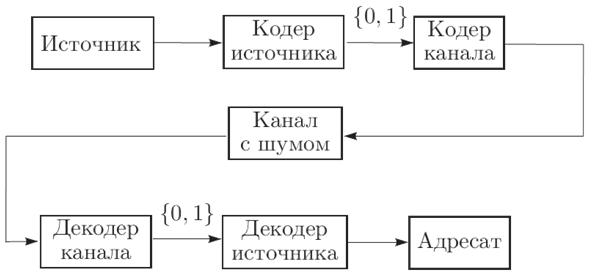 Источник
Кодер
источника
{0, 1}
Кодер
канала
Канал
с шумом
Декодер
канала
{0, 1}
Декодер
источника
Адресат